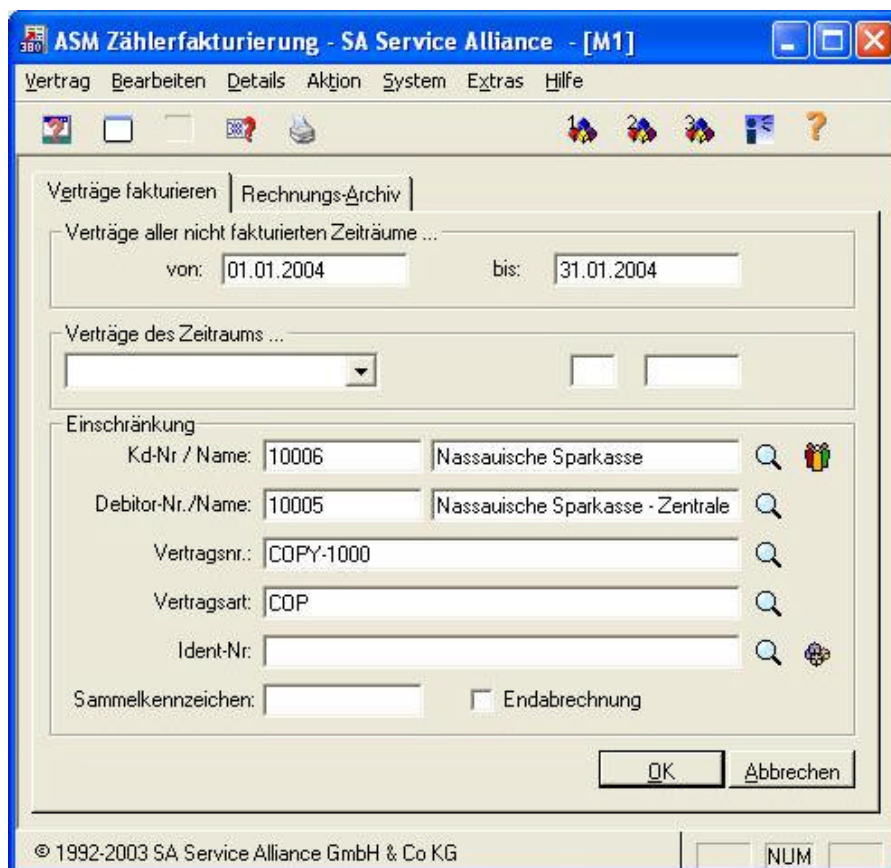 ASM Zählerfakturierung - SA Service Alliance - [M1]
Vertrag Bearbeiten Details Aktion System Extras Hilfe
1 2 3
Verträge fakturieren Rechnungs-Archiv
Verträge aller nicht fakturierten Zeiträume ...
von: 01.01.2004 bis: 31.01.2004
Verträge des Zeitraums ...
Einschränkung
Kd-Nr / Name: 10006 Nassauische Sparkasse
Debitor-Nr./Name: 10005 Nassauische Sparkasse - Zentrale
Vertragsnr.: COPY-1000
Vertragsart: COP
Ident-Nr:
Sammelkennzeichen: Endabrechnung
OK Abbrechen
© 1992-2003 SA Service Alliance GmbH & Co KG NUM